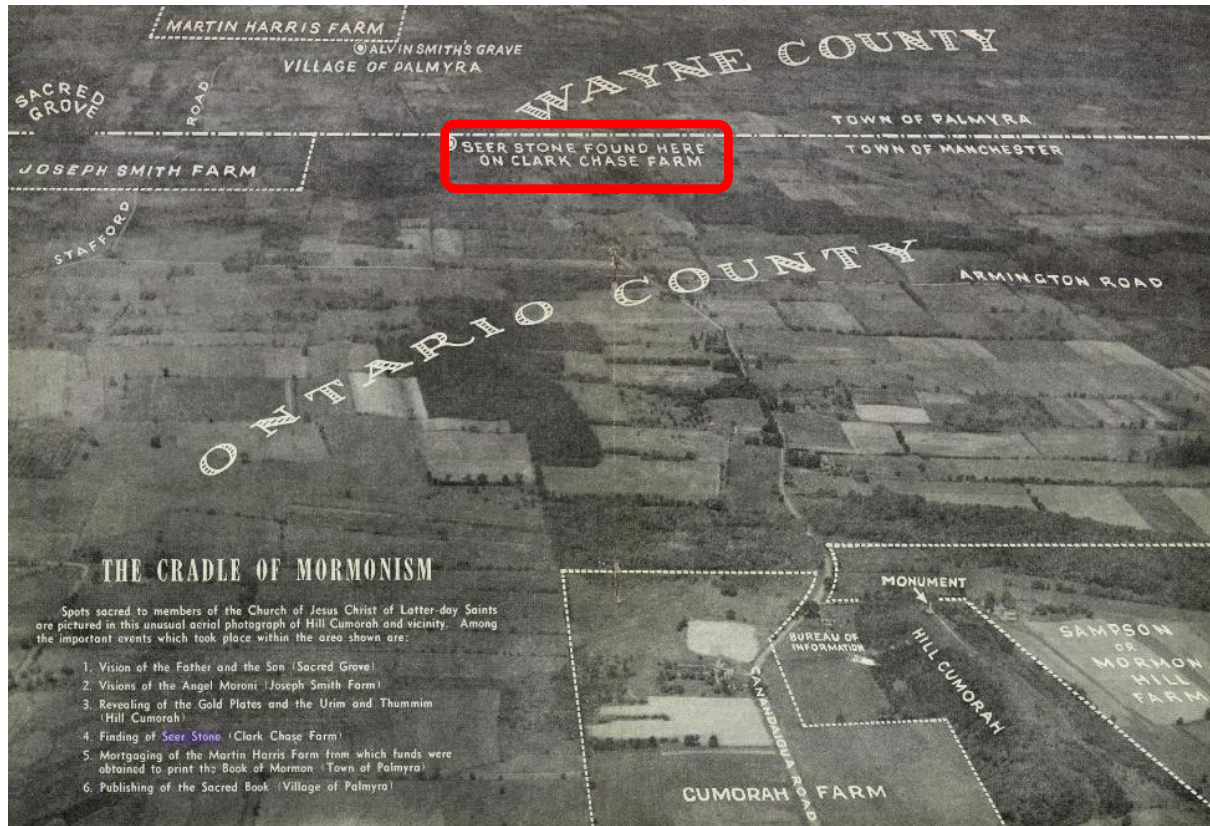 MARTIN HARRIS FARM
ALVIN SMITH'S GRAVE
VILLAGE OF PALMYRA
WAYNE COUNTY
SACRED
GROVE
ROAD
TOWN OF PALMYRA
SEER STONE FOUND HERE
ON CLARK CHASE FARM
TOWN OF MANCHESTER
JOSEPH SMITH FARM
STAFFORD
ONTARIO COUNTY
ARMINGTON ROAD
THE CRADLE OF MORMONISM
Spots sacred to members of the Church of Jesus Christ of Latter-day Saints
are pictured in this unusual aerial photograph of Hill Cumorah and vicinity. Among
the important events which took place within the area shown are:
1. Vision of the Father and the Son (Sacred Grove)
2. Visions of the Angel Moroni (Joseph Smith Farm)
3. Revealing of the Gold Plates and the Urim and Thummim
(Hill Cumorah)
4. Finding of Seer Stone (Clark Chase Farm)
5. Mortgaging of the Martin Harris Farm from which funds were
obtained to print the Book of Mormon (Town of Palmyra)
6. Publishing of the Sacred Book (Village of Palmyra)
MONUMENT
BUREAU OF
INFORMATION
HILL CUMORAH
SAMPSON
OR
MORMON
HILL
FARM
CANANDAIGUA ROAD
CUMORAH FARM